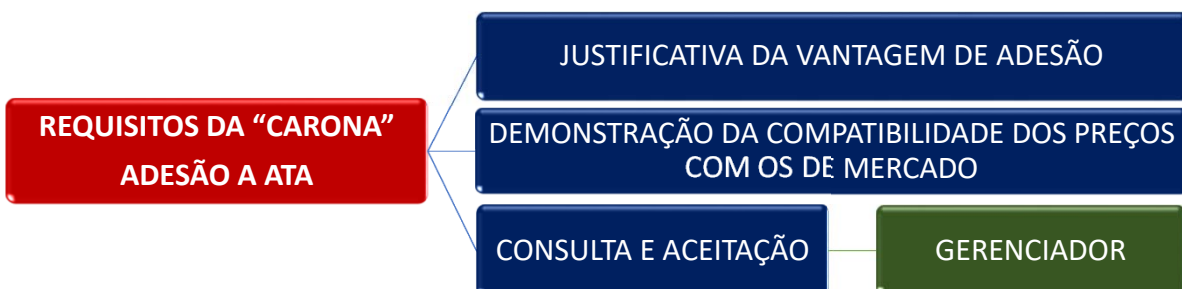 REQUISITOS DA “CARONA”
ADESÃO A ATA
JUSTIFICATIVA DA VANTAGEM DE ADESÃO
DEMONSTRAÇÃO DA COMPATIBILIDADE DOS PREÇOS
COM OS DE MERCADO
CONSULTA E ACEITAÇÃO
GERENCIADOR